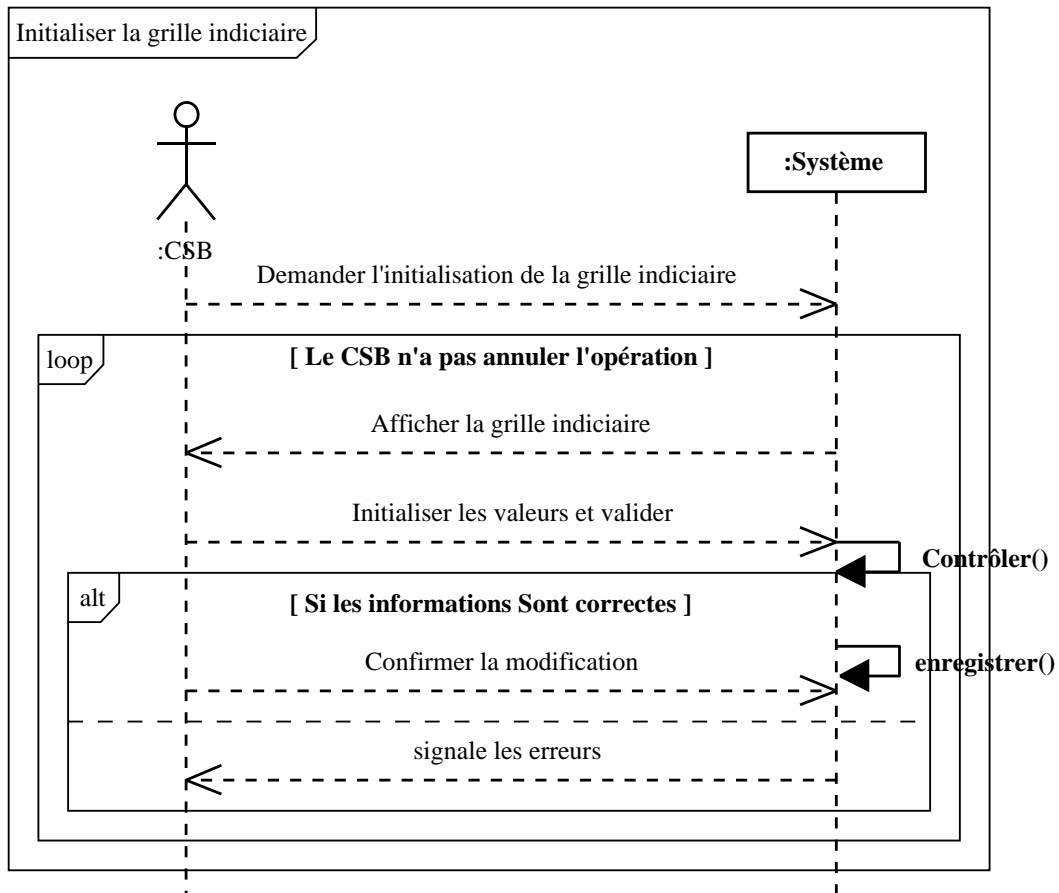 Initialiser la grille indiciaire
:Système
:CSB
Demander l'initialisation de la grille indiciaire
loop
[ Le CSB n'a pas annuler l'opération ]
Afficher la grille indiciaire
Initialiser les valeurs et valider
Contrôler()
alt
[ Si les informations Sont correctes ]
Confirmer la modification
enregistrer()
signale les erreurs